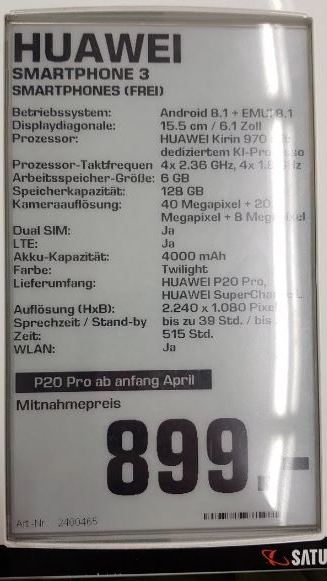 HUAWEI
SMARTPHONE 3
SMARTPHONES (FREI)
Betriebssystem: Android 8.1 + EMUI 8.1
Displaydiagonale: 15.5 cm / 6.1 Zoll
Prozessor: HUAWEI Kirin 970
dediziertem KI-
Prozessor-Taktfrequen 4x 2.36 GHz, 4x 1.8 GHz
Arbeitsspeicher-Größe: 6 GB
Speicherkapazität: 128 GB
Kameraauflösung: 40 Megapixel + 20
Megapixel + 8 Megapixel
Dual SIM: Ja
LTE: Ja
Akku-Kapazität: 4000 mAh
Farbe: Twilight
Lieferumfang: HUAWEI P20 Pro,
HUAWEI
Auflösung (HxB): 2.240 x 1.080 Pixel
Sprechzeit / Stand-by bis zu 39 Std. / bis
Zeit: 515 Std.
WLAN: Ja
P20 Pro ab anfang April
Mitnahmepreis
899.-
Art.-Nr. 2400465
SATU